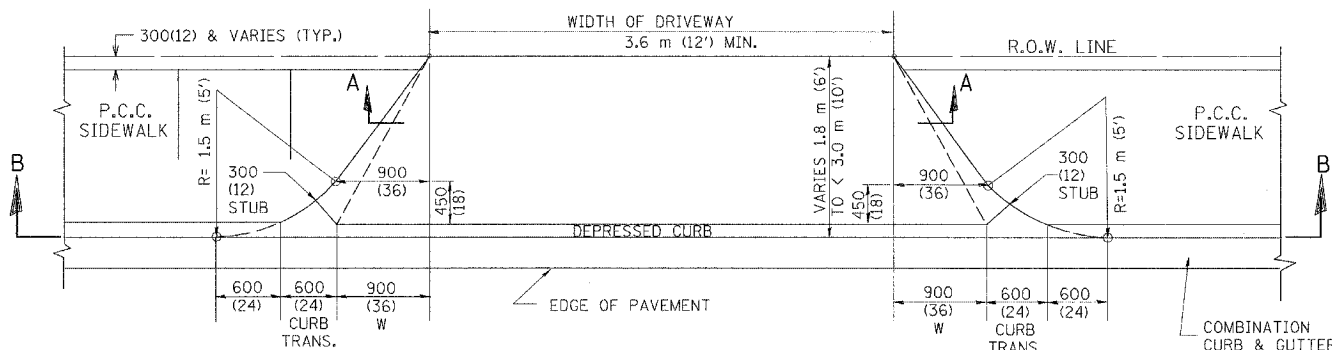 300(12) & VARIES (TYP.)
WIDTH OF DRIVEWAY
3.6 m (12') MIN.
R.O.W. LINE
P.C.C.
SIDEWALK
R= 1.5 m (5')
A
300
(12)
STUB
900
(36)
450
(18)
VARIES 1.8 m (6')
TO < 3.0 m (10')
A
900
(36)
450
(18)
300
(12)
STUB
R=1.5 m (5')
P.C.C.
SIDEWALK
B
B
DEPRESSED CURB
600
(24)
600
(24)
CURB
TRANS.
900
(36)
W
EDGE OF PAVEMENT
900
(36)
W
600
(24)
CURB
TRANS.
600
(24)
COMBINATION
CURB & GUTTER